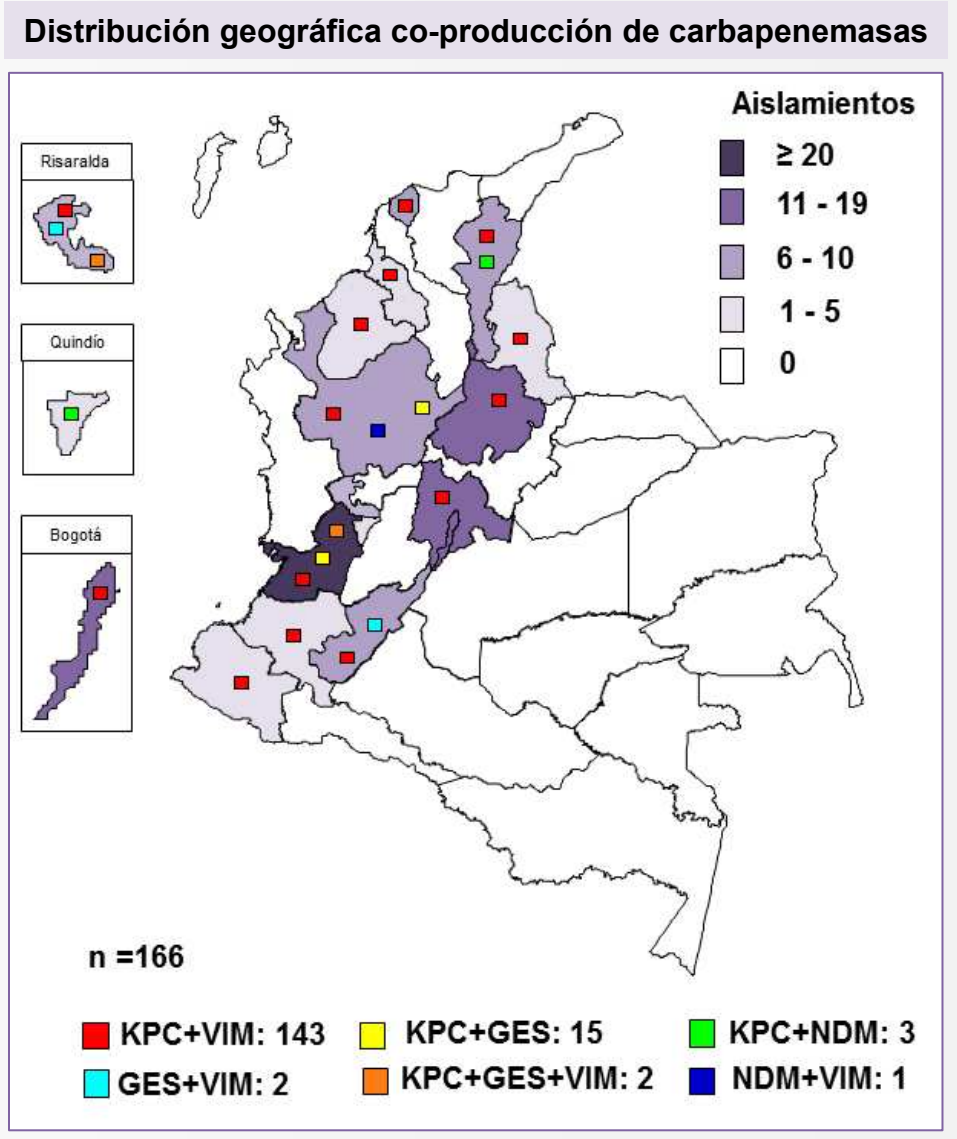 Distribución geográfica co-producción de carbapenemasas
Aislamientos
≥ 20
11 - 19
6 - 10
1 - 5
0
Risaralda
Quindío
Bogotá
n =166
KPC+VIM: 143
KPC+GES: 15
KPC+NDM: 3
GES+VIM: 2
KPC+GES+VIM: 2
NDM+VIM: 1